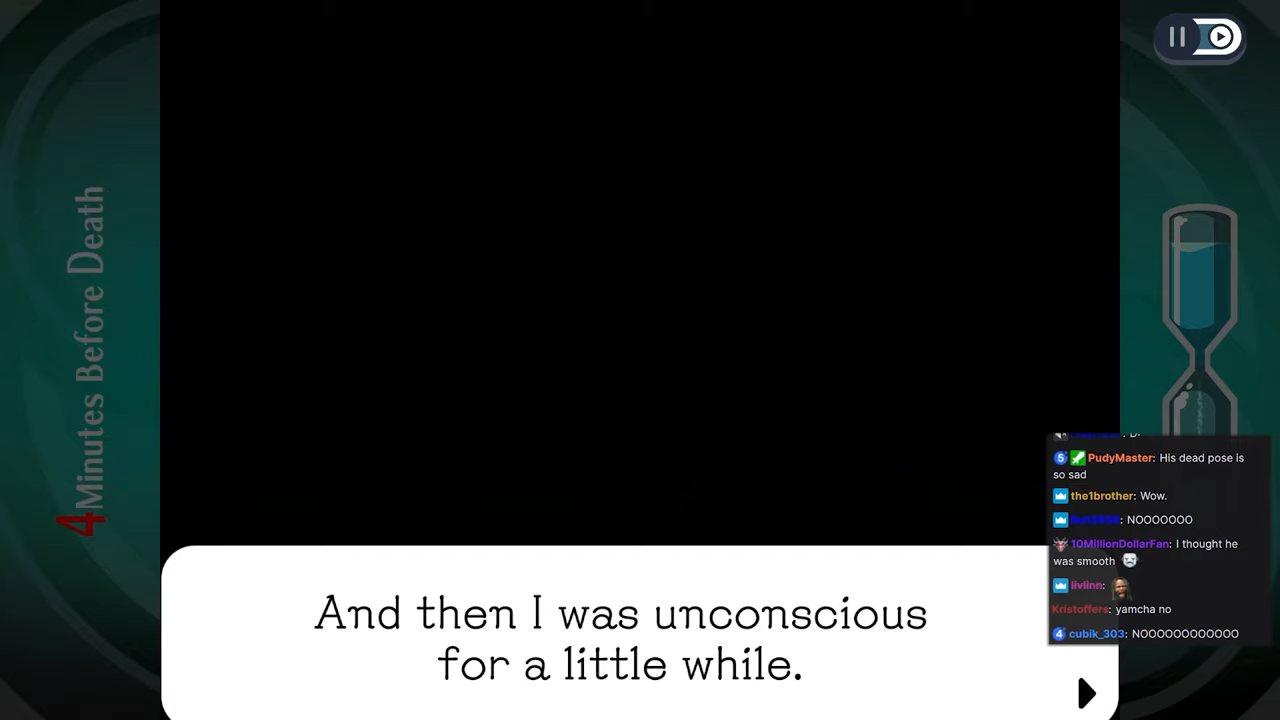 4 Minutes Before Death
PudyMaster: His dead pose is
so sad
the1brother: Wow.
NOOOOOOO
10MillionDollarFan: I thought he
was smooth
livlinn:
Kristoffers: yamcha no
cubik_303: NOOOOOOOOOOOO
And then I was unconscious
for a little while.